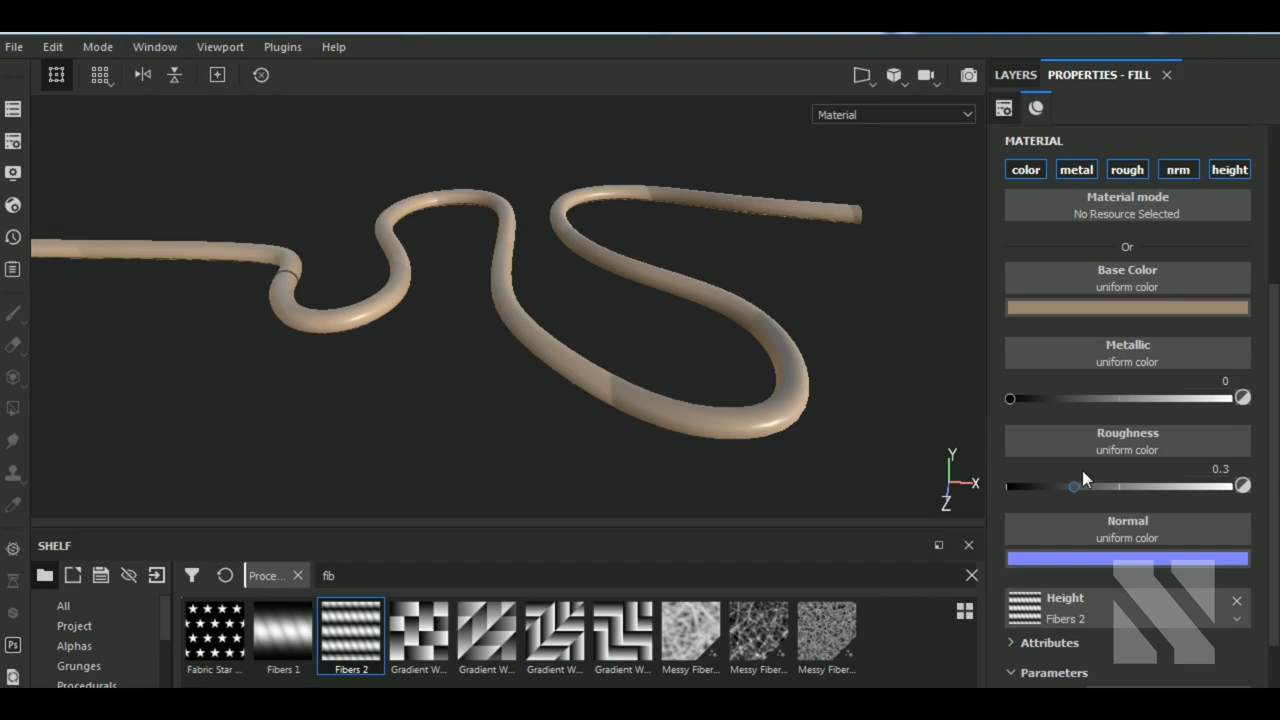 File Edit Mode Window Viewport Plugins Help
LAYERS PROPERTIES - FILL
Material
MATERIAL
color metal rough nrm height
Material mode
No Resource Selected
Or
Base Color
uniform color
Metallic
uniform color
0
Roughness
uniform color
0.3
Normal
uniform color
Height
Fibers 2
Attributes
Parameters
Y
X
Z
SHELF
Proce... fib
All
Project
Alphas
Grunges
Procedurals
Ps
Fabric Star ... Fibers 1 Fibers 2 Gradient W... Gradient W... Gradient W... Gradient W... Messy Fiber... Messy Fiber... Messy Fiber...